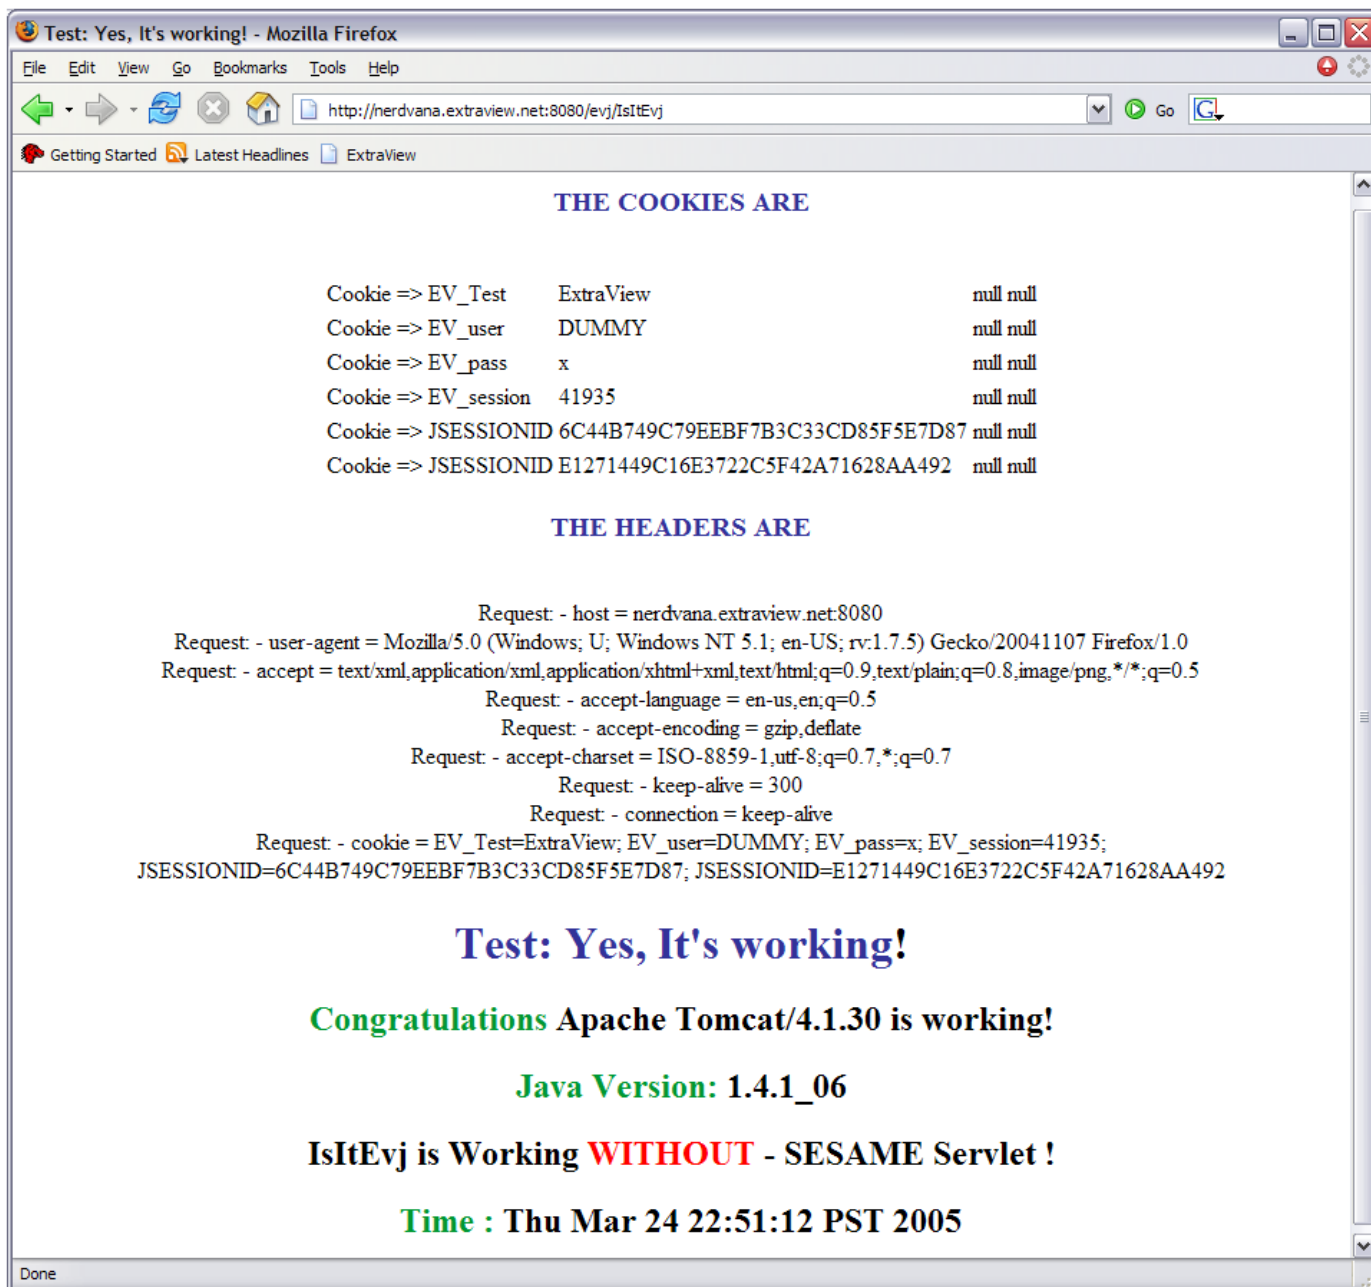 Test: Yes, It's working! - Mozilla Firefox
File Edit View Go Bookmarks Tools Help
http://nerdvana.extraview.net:8080/evj/IsItEvj Go G
Getting Started Latest Headlines ExtraView
THE COOKIES ARE
Cookie => EV_Test ExtraView null null
Cookie => EV_user DUMMY null null
Cookie => EV_pass x null null
Cookie => EV_session 41935 null null
Cookie => JSESSIONID 6C44B749C79EEBF7B3C33CD85F5E7D87 null null
Cookie => JSESSIONID E1271449C16E3722C5F42A71628AA492 null null
THE HEADERS ARE
Request: - host = nerdvana.extraview.net:8080
Request: - user-agent = Mozilla/5.0 (Windows; U; Windows NT 5.1; en-US; rv:1.7.5) Gecko/20041107 Firefox/1.0
Request: - accept = text/xml,application/xml,application/xhtml+xml,text/html;q=0.9,text/plain;q=0.8,image/png,*/*;q=0.5
Request: - accept-language = en-us,en;q=0.5
Request: - accept-encoding = gzip,deflate
Request: - accept-charset = ISO-8859-1,utf-8;q=0.7,*;q=0.7
Request: - keep-alive = 300
Request: - connection = keep-alive
Request: - cookie = EV_Test=ExtraView; EV_user=DUMMY; EV_pass=x; EV_session=41935;
JSESSIONID=6C44B749C79EEBF7B3C33CD85F5E7D87; JSESSIONID=E1271449C16E3722C5F42A71628AA492
Test: Yes, It's working!
Congratulations Apache Tomcat/4.1.30 is working!
Java Version: 1.4.1_06
IsItEvj is Working WITHOUT - SESAME Servlet !
Time : Thu Mar 24 22:51:12 PST 2005
Done